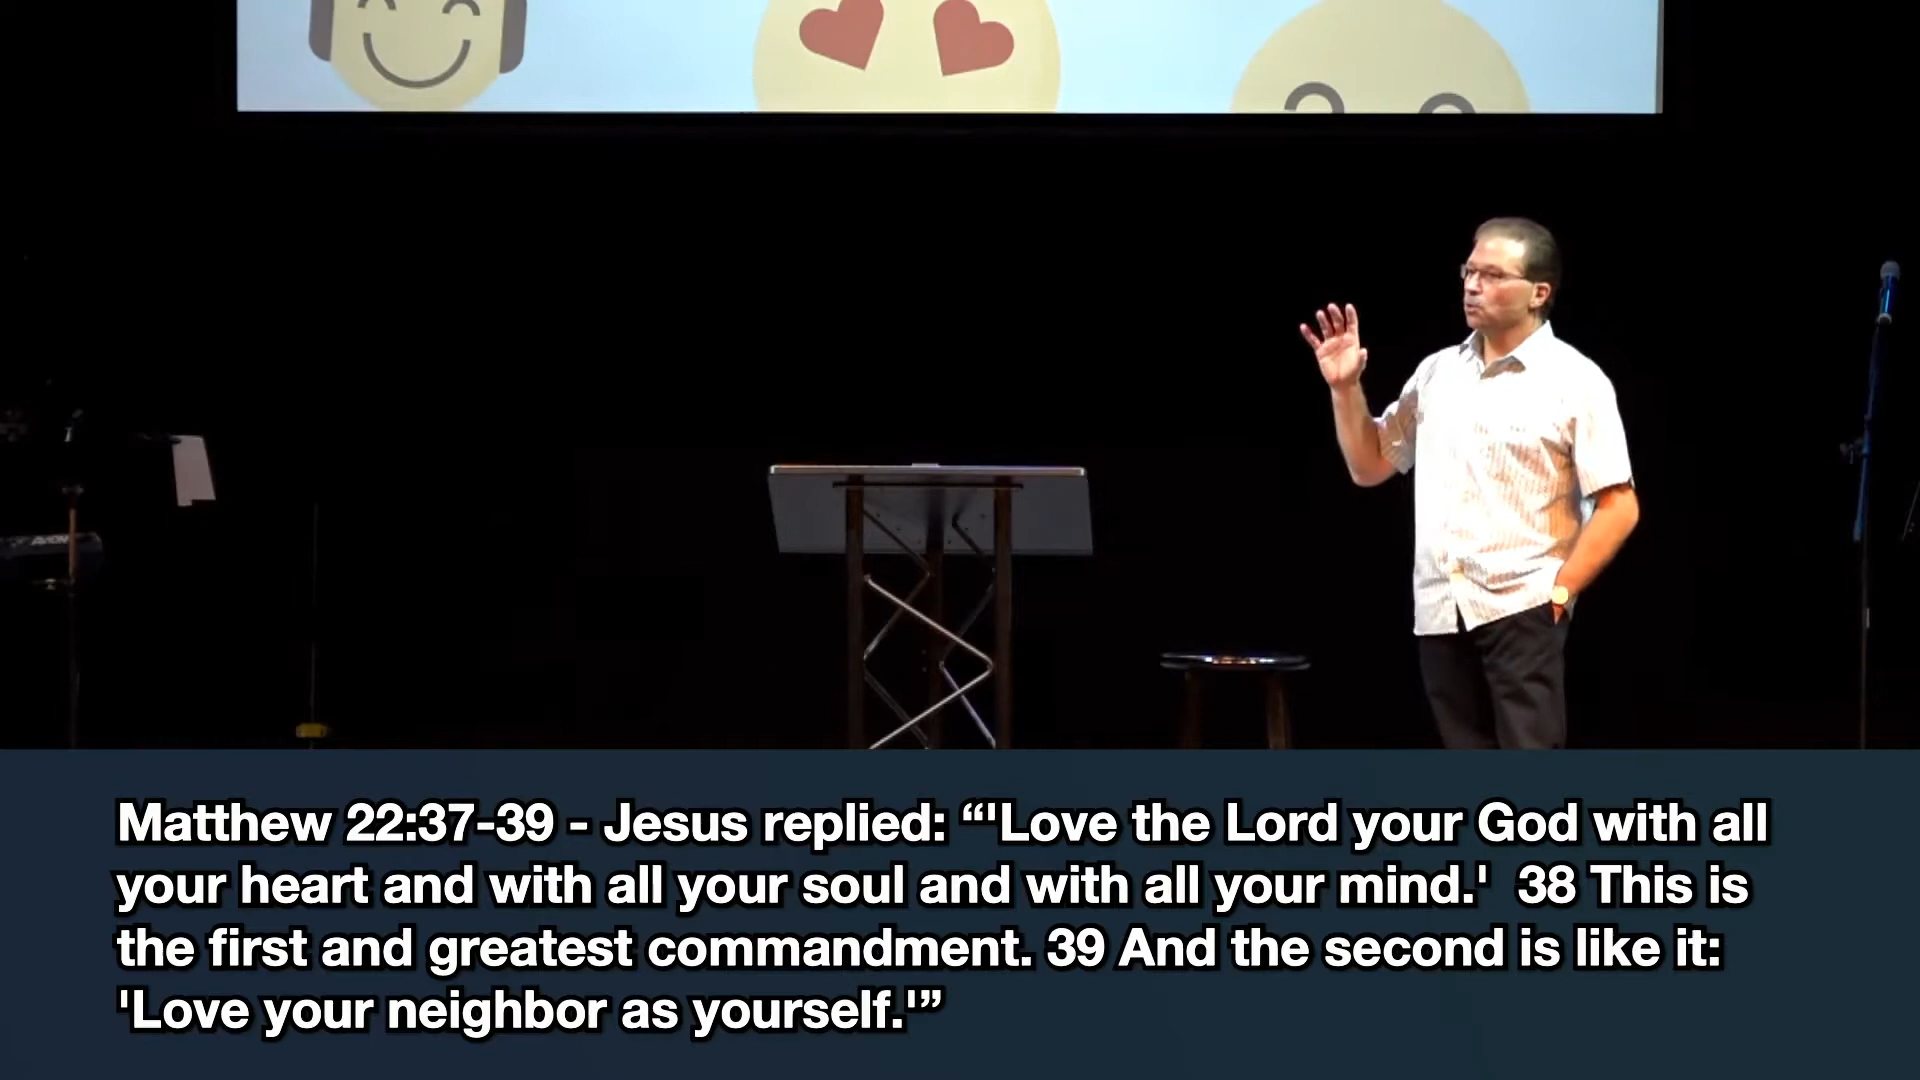 Matthew 22:37-39 - Jesus replied: “'Love the Lord your God with all
your heart and with all your soul and with all your mind.'  38 This is
the first and greatest commandment. 39 And the second is like it:
'Love your neighbor as yourself.'”